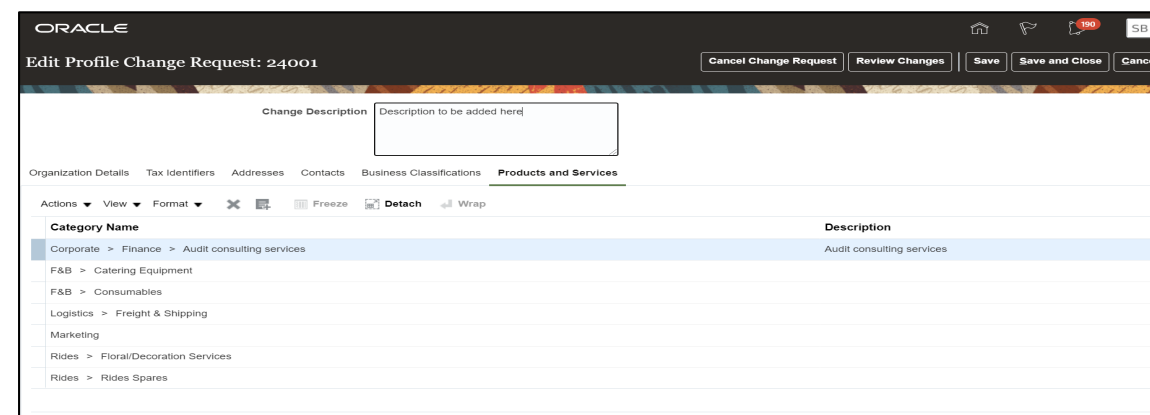 ORACLE
190
SB
Edit Profile Change Request: 24001
Cancel Change Request Review Changes Save Save and Close Cance
Change Description Description to be added here
Organization Details Tax Identifiers Addresses Contacts Business Classifications Products and Services
Actions View Format Freeze Detach Wrap
Category Name Description
Corporate > Finance > Audit consulting services Audit consulting services
F&B > Catering Equipment
F&B > Consumables
Logistics > Freight & Shipping
Marketing
Rides > Floral/Decoration Services
Rides > Rides Spares